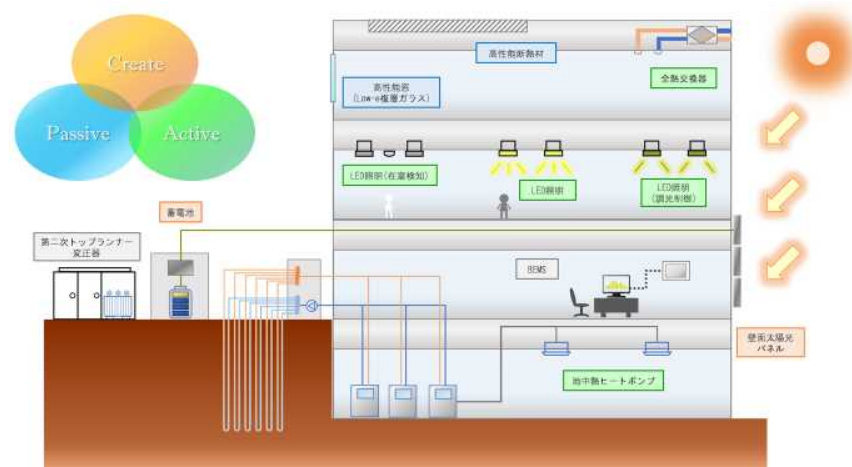 Create
Passive
Active
高性能断熱材
全熱交換器
高性能窓
(Low-e複層ガラス)
LED照明(在室検知)
LED照明
LED照明
(調光制御)
蓄電池
第二次トップランナー
変圧器
BEMS
壁面太陽光
パネル
地中熱ヒートポンプ